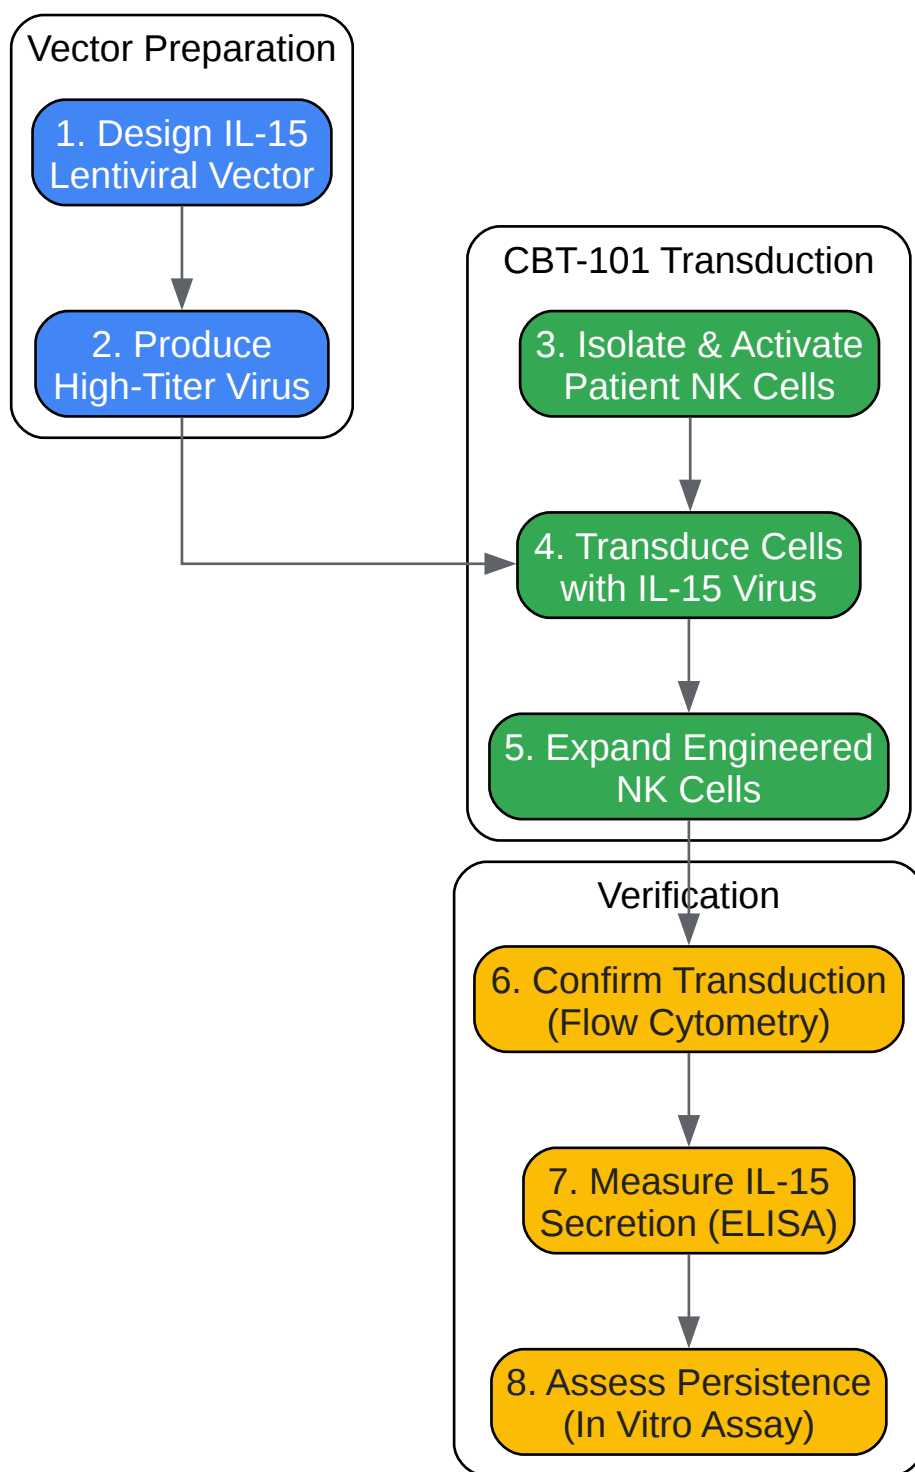 Vector Preparation
1. Design IL-15
Lentiviral Vector
2. Produce
High-Titer Virus
CBT-101 Transduction
3. Isolate & Activate
Patient NK Cells
4. Transduce Cells
with IL-15 Virus
5. Expand Engineered
NK Cells
Verification
6. Confirm Transduction
(Flow Cytometry)
7. Measure IL-15
Secretion (ELISA)
8. Assess Persistence
(In Vitro Assay)